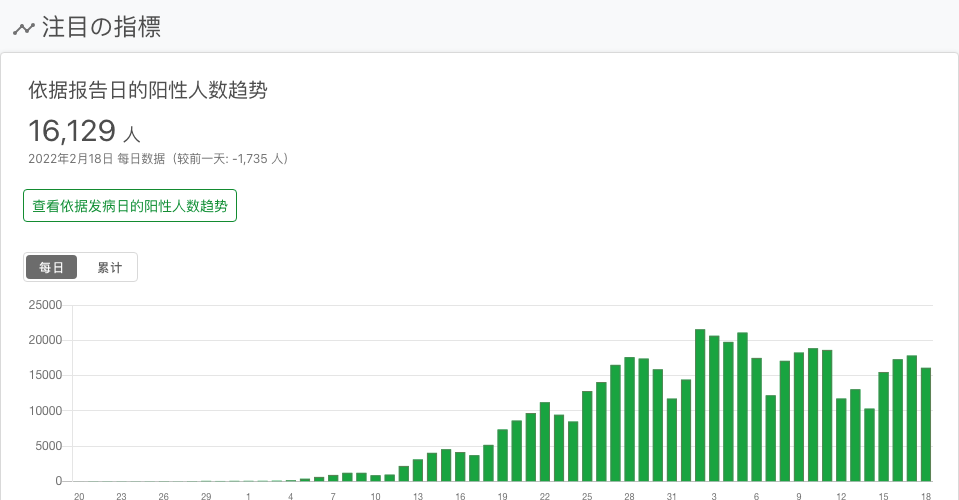 注目の指標
依据报告日的阳性人数趋势
16,129 人
2022年2月18日 每日数据（较前一天: -1,735 人）
查看依据发病日的阳性人数趋势
每日 累计
25000
20000
15000
10000
5000
0
20 23 26 29 1 4 7 10 13 16 19 22 25 28 31 3 6 9 12 15 18